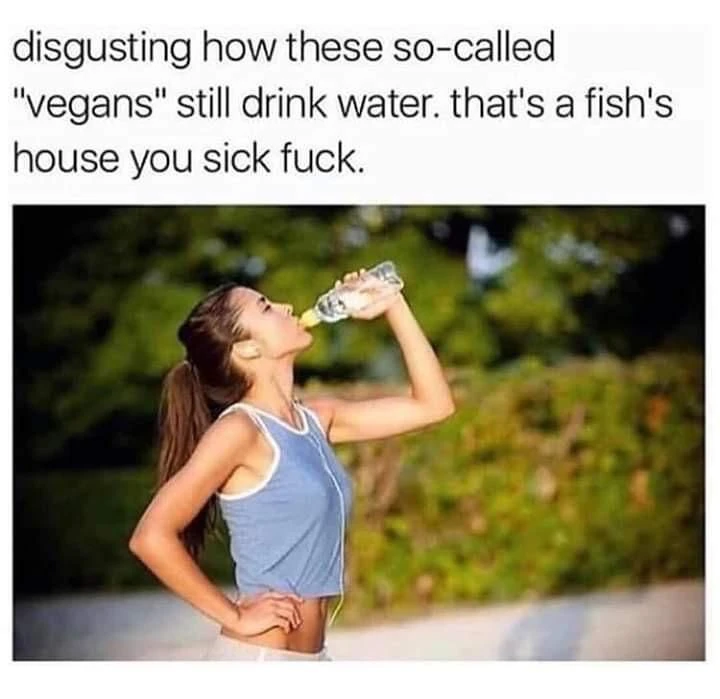 disgusting how these so-called
"vegans" still drink water. that's a fish's
house you sick fuck.